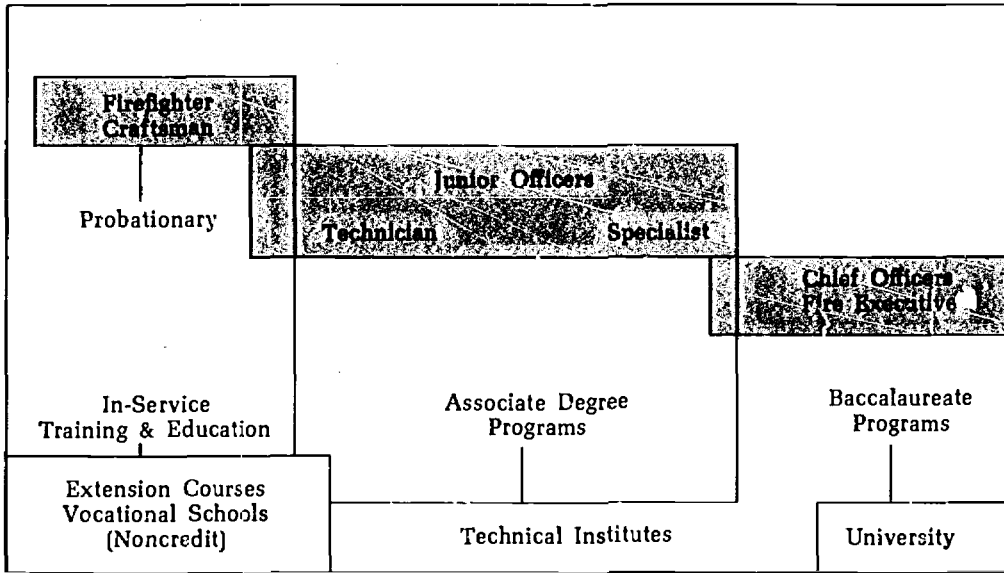 Firefighter
Craftsman
Probationary
Junior Officers
Technician Specialist
Chief Officers
Fire Executive
In-Service
Training & Education
Associate Degree
Programs
Baccalaureate
Programs
Extension Courses
Vocational Schools
(Noncredit)
Technical Institutes
University